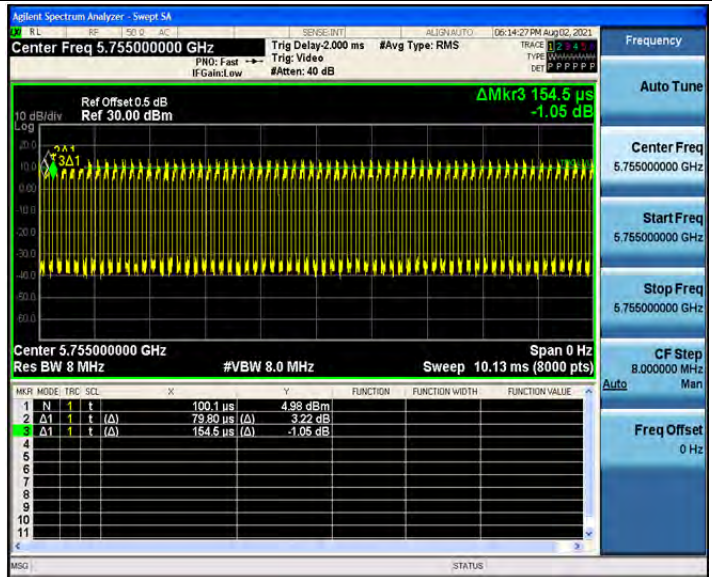 Agilent Spectrum Analyzer - Swept SA
RL RF 50 Ω AC SENSE:INT ALIGNAUTO 06:14:27 PM Aug 02, 2021
Center Freq 5.755000000 GHz
PNO: Fast
IFGain:Low
Trig Delay-2.000 ms
Trig: Video
#Atten: 40 dB
#Avg Type: RMS
TRACE 1 2 3 4 5 6
TYPE
DET P P P P P P
Frequency
Auto Tune
Center Freq
5.755000000 GHz
Start Freq
5.755000000 GHz
Stop Freq
5.755000000 GHz
CF Step
8.000000 MHz
Auto Man
Freq Offset
0 Hz
ΔMkr3 154.5 µs
-1.05 dB
Ref Offset 0.5 dB
10 dB/div Ref 30.00 dBm
Log
20.0
10.0
0.00
-10.0
-20.0
-30.0
-40.0
-50.0
-60.0
2Δ1
3Δ1
Center 5.755000000 GHz Span 0 Hz
Res BW 8 MHz #VBW 8.0 MHz Sweep 10.13 ms (8000 pts)
MKR MODE TRC SCL X Y FUNCTION FUNCTION WIDTH FUNCTION VALUE
1 N 1 t 100.1 µs 4.98 dBm
2 Δ1 1 t (Δ) 79.80 µs (Δ) 3.22 dB
3 Δ1 1 t (Δ) 154.5 µs (Δ) -1.05 dB
4
5
6
7
8
9
10
11
MSG STATUS